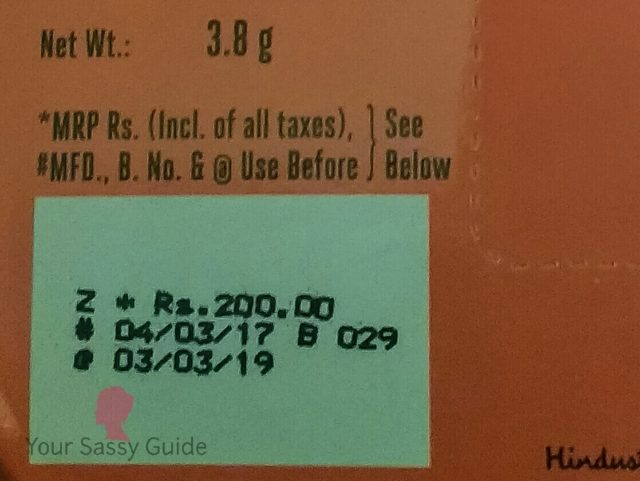 Net Wt.: 3.8 g
*MRP Rs. (Incl. of all taxes), } See
#MFD., B. No. & @ Use Before } Below
Z * Rs.200.00
# 04/03/17 B 029
@ 03/03/19
Your Sassy Guide